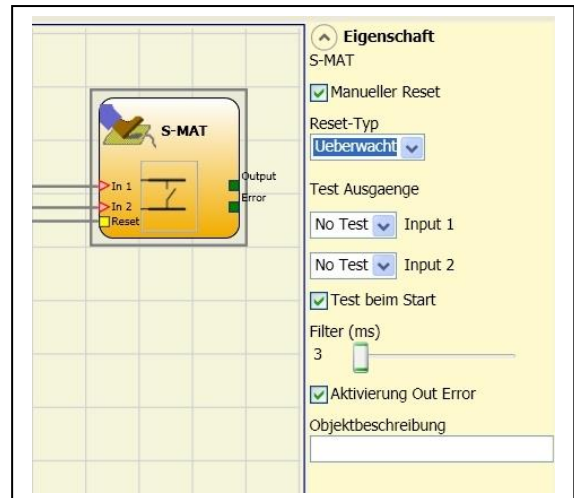 S-MAT
In 1
In 2
Reset
Output
Error
Eigenschaft
S-MAT
Manueller Reset
Reset-Typ
Ueberwacht
Test Ausgaenge
No Test Input 1
No Test Input 2
Test beim Start
Filter (ms)
3
Aktivierung Out Error
Objektbeschreibung